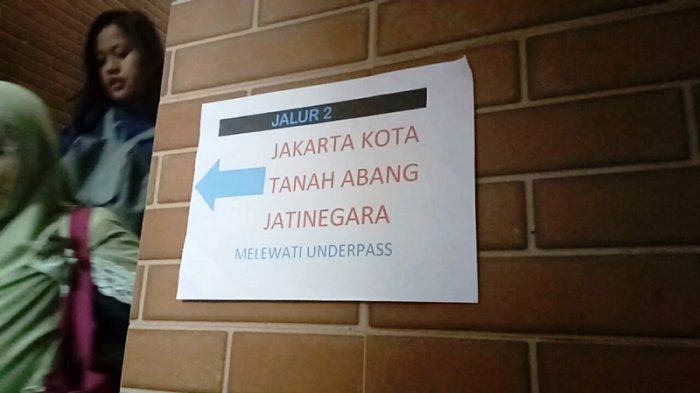 JALUR 2
JAKARTA KOTA
TANAH ABANG
JATINEGARA
MELEWATI UNDERPASS